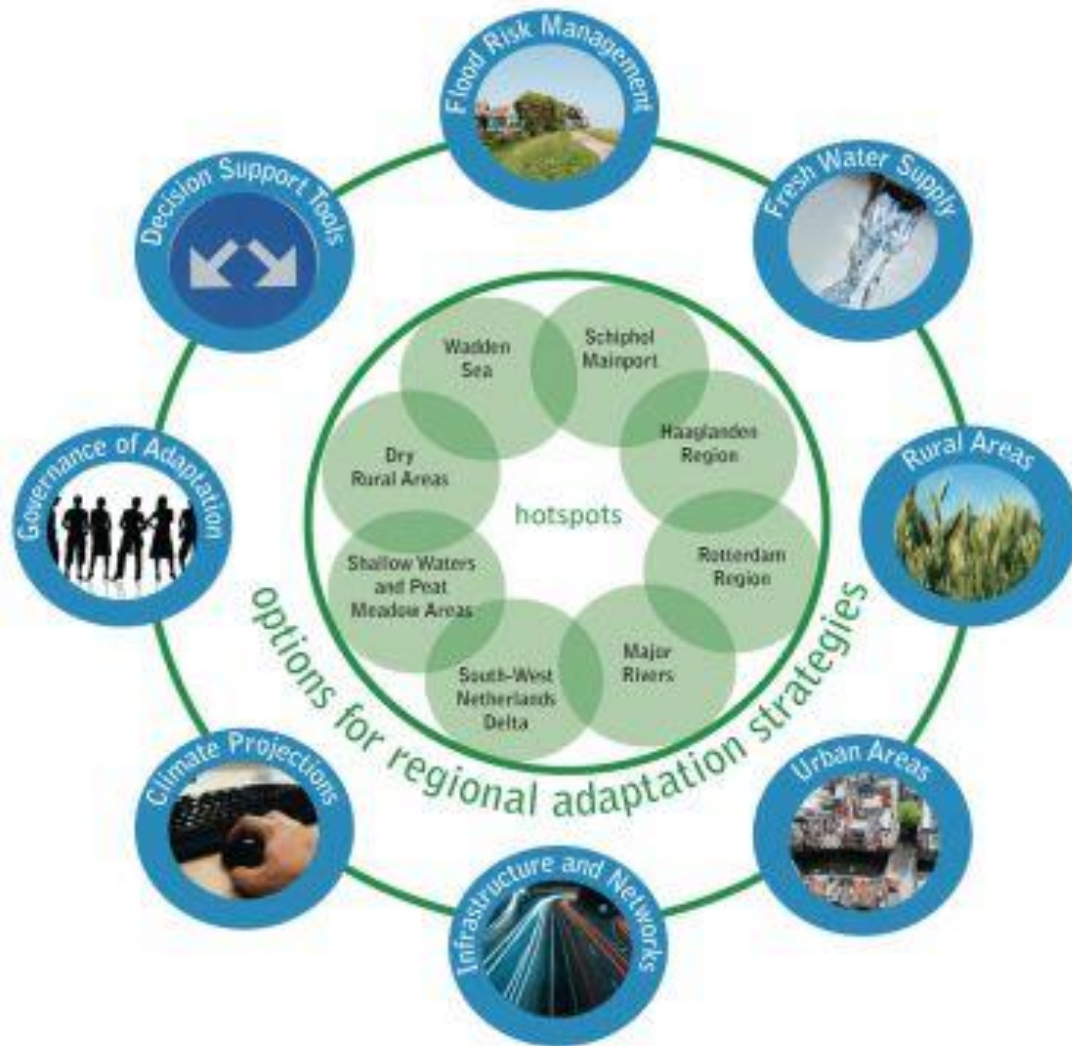 Flood Risk Management
Fresh Water Supply
Rural Areas
Urban Areas
Infrastructure and Networks
Climate Projections
Governance of Adaptation
Decision Support Tools
Wadden
Sea
Schiphol
Mainport
Haaglanden
Region
Rotterdam
Region
Major
Rivers
South-West
Netherlands
Delta
Shallow Waters
and Peat
Meadow Areas
Dry
Rural Areas
hotspots
options for regional adaptation strategies